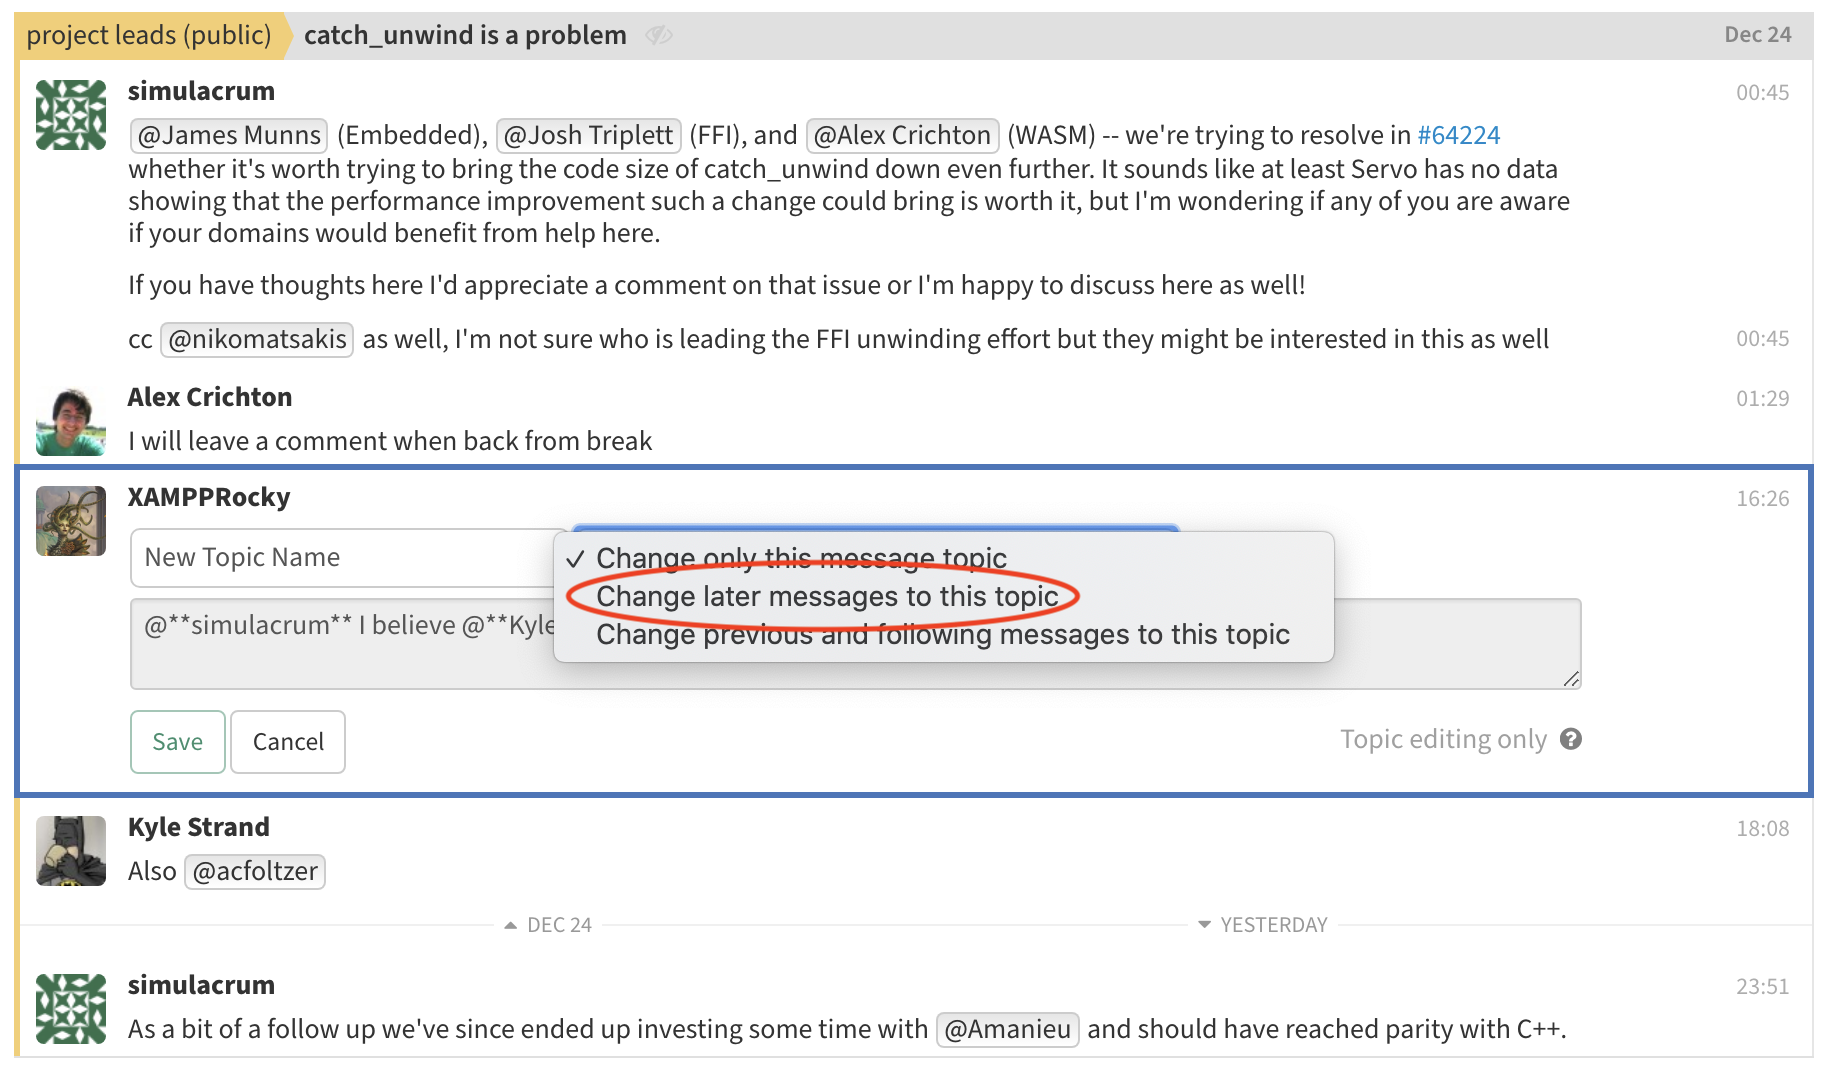 project leads (public) catch_unwind is a problem Dec 24
simulacrum 00:45
@James Munns (Embedded), @Josh Triplett (FFI), and @Alex Crichton (WASM) -- we're trying to resolve in #64224
whether it's worth trying to bring the code size of catch_unwind down even further. It sounds like at least Servo has no data
showing that the performance improvement such a change could bring is worth it, but I'm wondering if any of you are aware
if your domains would benefit from help here.
If you have thoughts here I'd appreciate a comment on that issue or I'm happy to discuss here as well!
cc @nikomatsakis as well, I'm not sure who is leading the FFI unwinding effort but they might be interested in this as well 00:45
Alex Crichton 01:29
I will leave a comment when back from break
XAMPPRocky 16:26
New Topic Name
✓ Change only this message topic
Change later messages to this topic
Change previous and following messages to this topic
@**simulacrum** I believe @**Kyle
Save Cancel Topic editing only ?
Kyle Strand 18:08
Also @acfoltzer
DEC 24 YESTERDAY
simulacrum 23:51
As a bit of a follow up we've since ended up investing some time with @Amanieu and should have reached parity with C++.